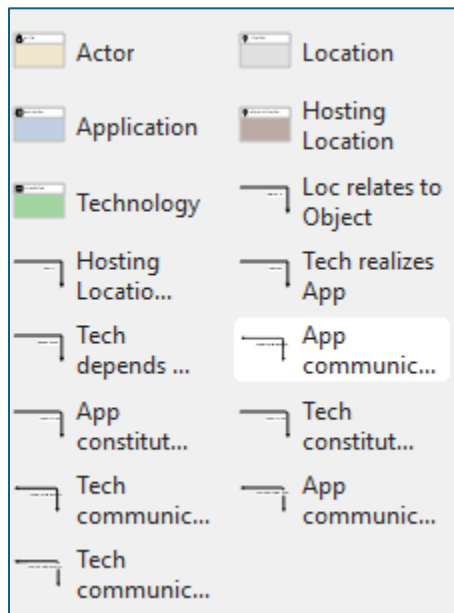 Actor
Location
Application
Hosting
Location
Technology
Loc relates to
Object
Hosting
Locatio...
Tech realizes
App
Tech
depends ...
App
communic...
App
constitut...
Tech
constitut...
Tech
communic...
App
communic...
Tech
communic...